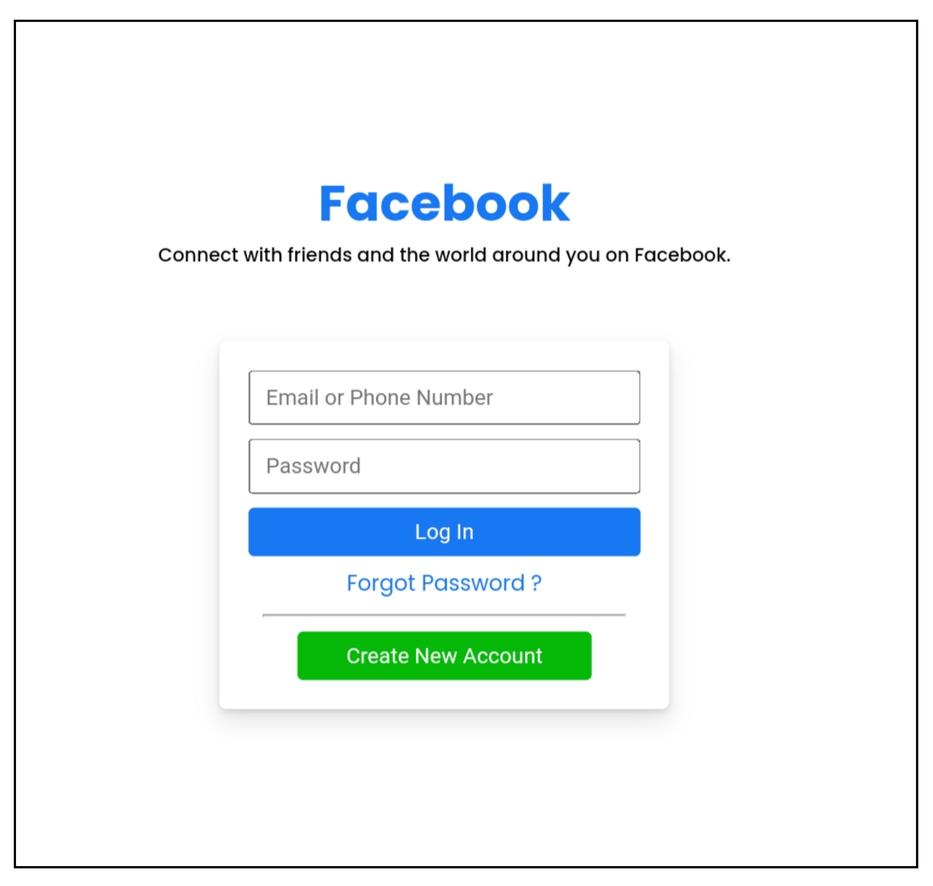 Facebook
Connect with friends and the world around you on Facebook.
Email or Phone Number
Password
Log In
Forgot Password ?
Create New Account